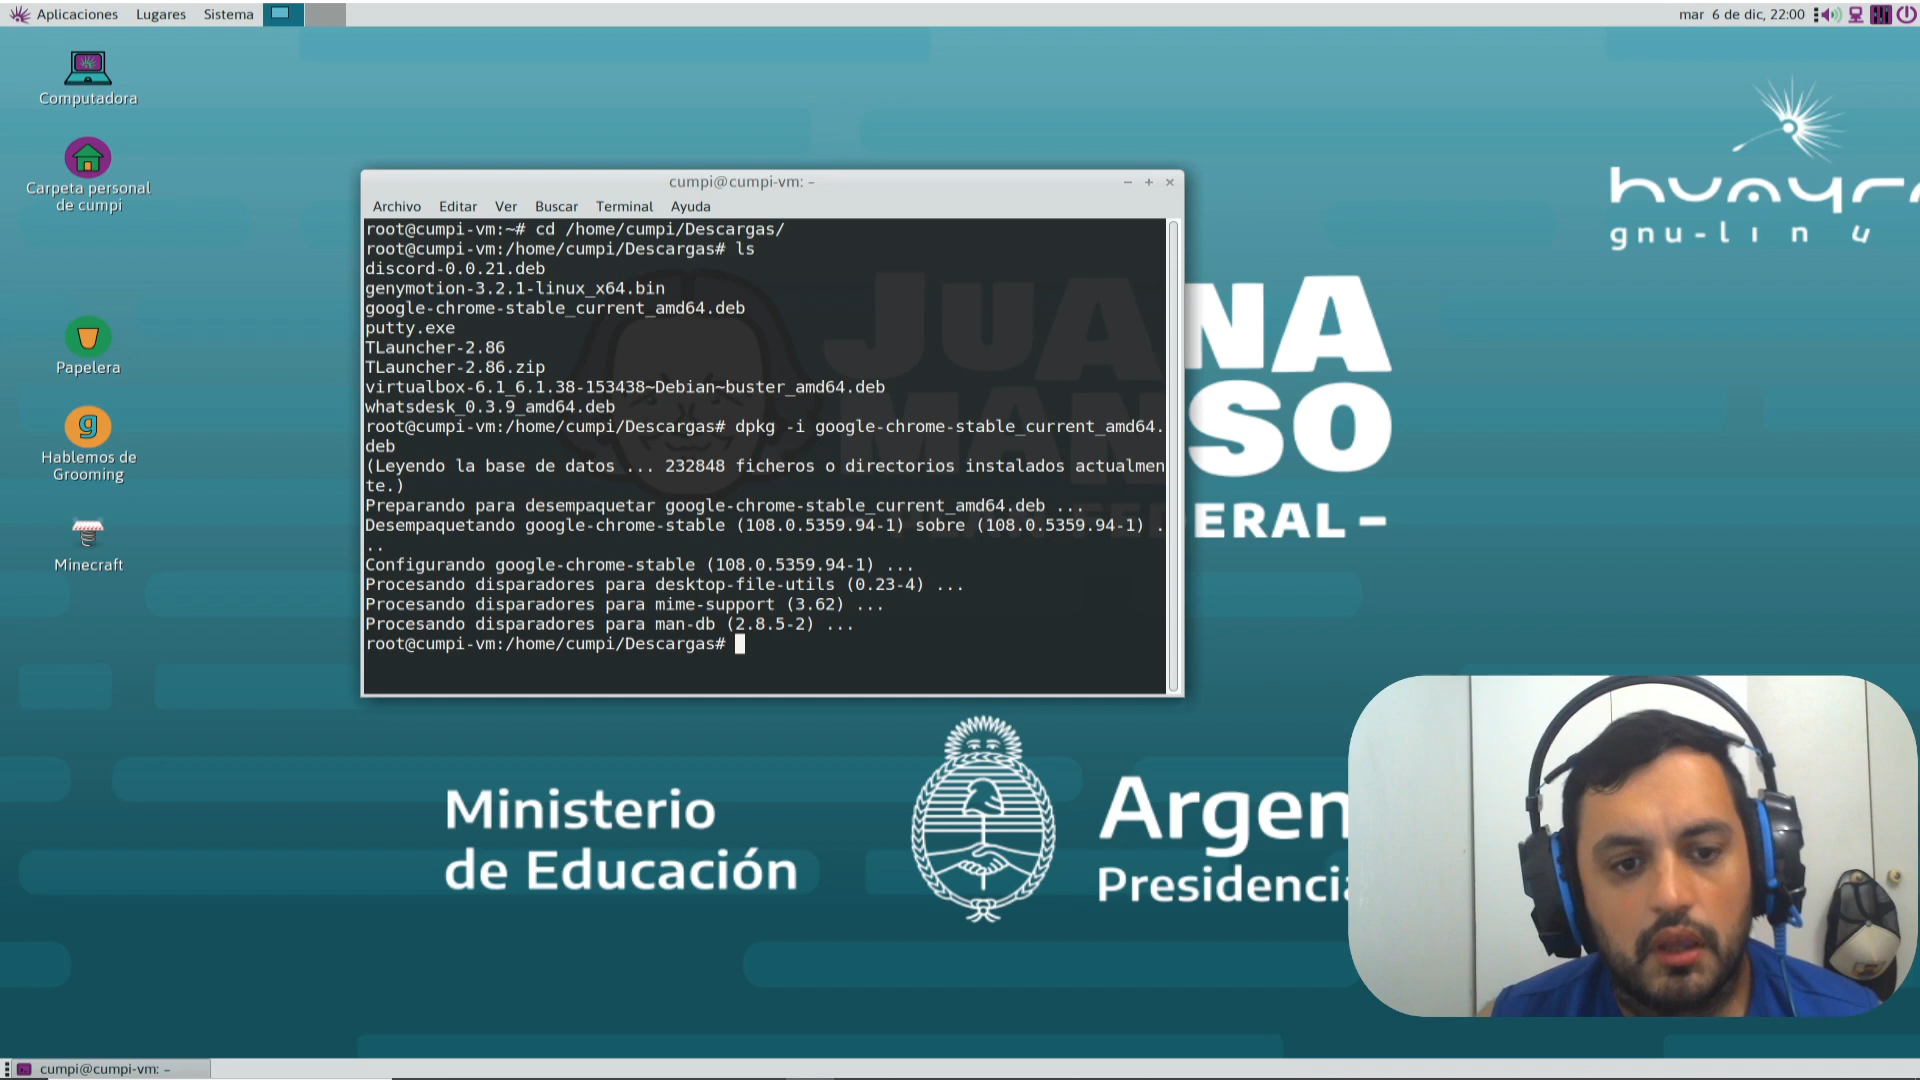 Aplicaciones Lugares Sistema
mar 6 de dic, 22:00
Computadora
Carpeta personal
de cumpi
Papelera
g
Hablemos de
Grooming
Minecraft
huayra
gnu-linu
cumpi@cumpi-vm: ~
Archivo Editar Ver Buscar Terminal Ayuda
root@cumpi-vm:~# cd /home/cumpi/Descargas/
root@cumpi-vm:/home/cumpi/Descargas# ls
discord-0.0.21.deb
genymotion-3.2.1-linux_x64.bin
google-chrome-stable_current_amd64.deb
putty.exe
TLauncher-2.86
TLauncher-2.86.zip
virtualbox-6.1_6.1.38-153438~Debian~buster_amd64.deb
whatsdesk_0.3.9_amd64.deb
root@cumpi-vm:/home/cumpi/Descargas# dpkg -i google-chrome-stable_current_amd64.
deb
(Leyendo la base de datos ... 232848 ficheros o directorios instalados actualmen
te.)
Preparando para desempaquetar google-chrome-stable_current_amd64.deb ...
Desempaquetando google-chrome-stable (108.0.5359.94-1) sobre (108.0.5359.94-1) .
..
Configurando google-chrome-stable (108.0.5359.94-1) ...
Procesando disparadores para desktop-file-utils (0.23-4) ...
Procesando disparadores para mime-support (3.62) ...
Procesando disparadores para man-db (2.8.5-2) ...
root@cumpi-vm:/home/cumpi/Descargas#
JUANA
MANSO
PLAN FEDERAL –
Ministerio
de Educación
Argen
Presidencia
cumpi@cumpi-vm: ~